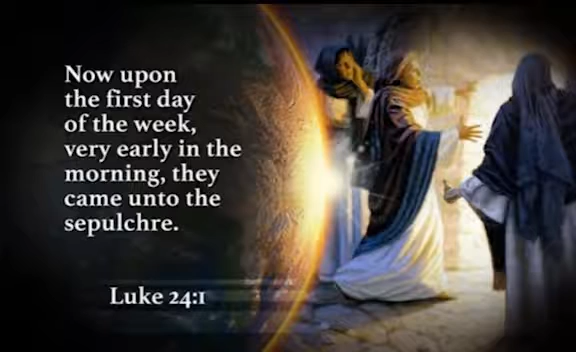 Now upon
the first day
of the week,
very early in the
morning, they
came unto the
sepulchre.
Luke 24:1